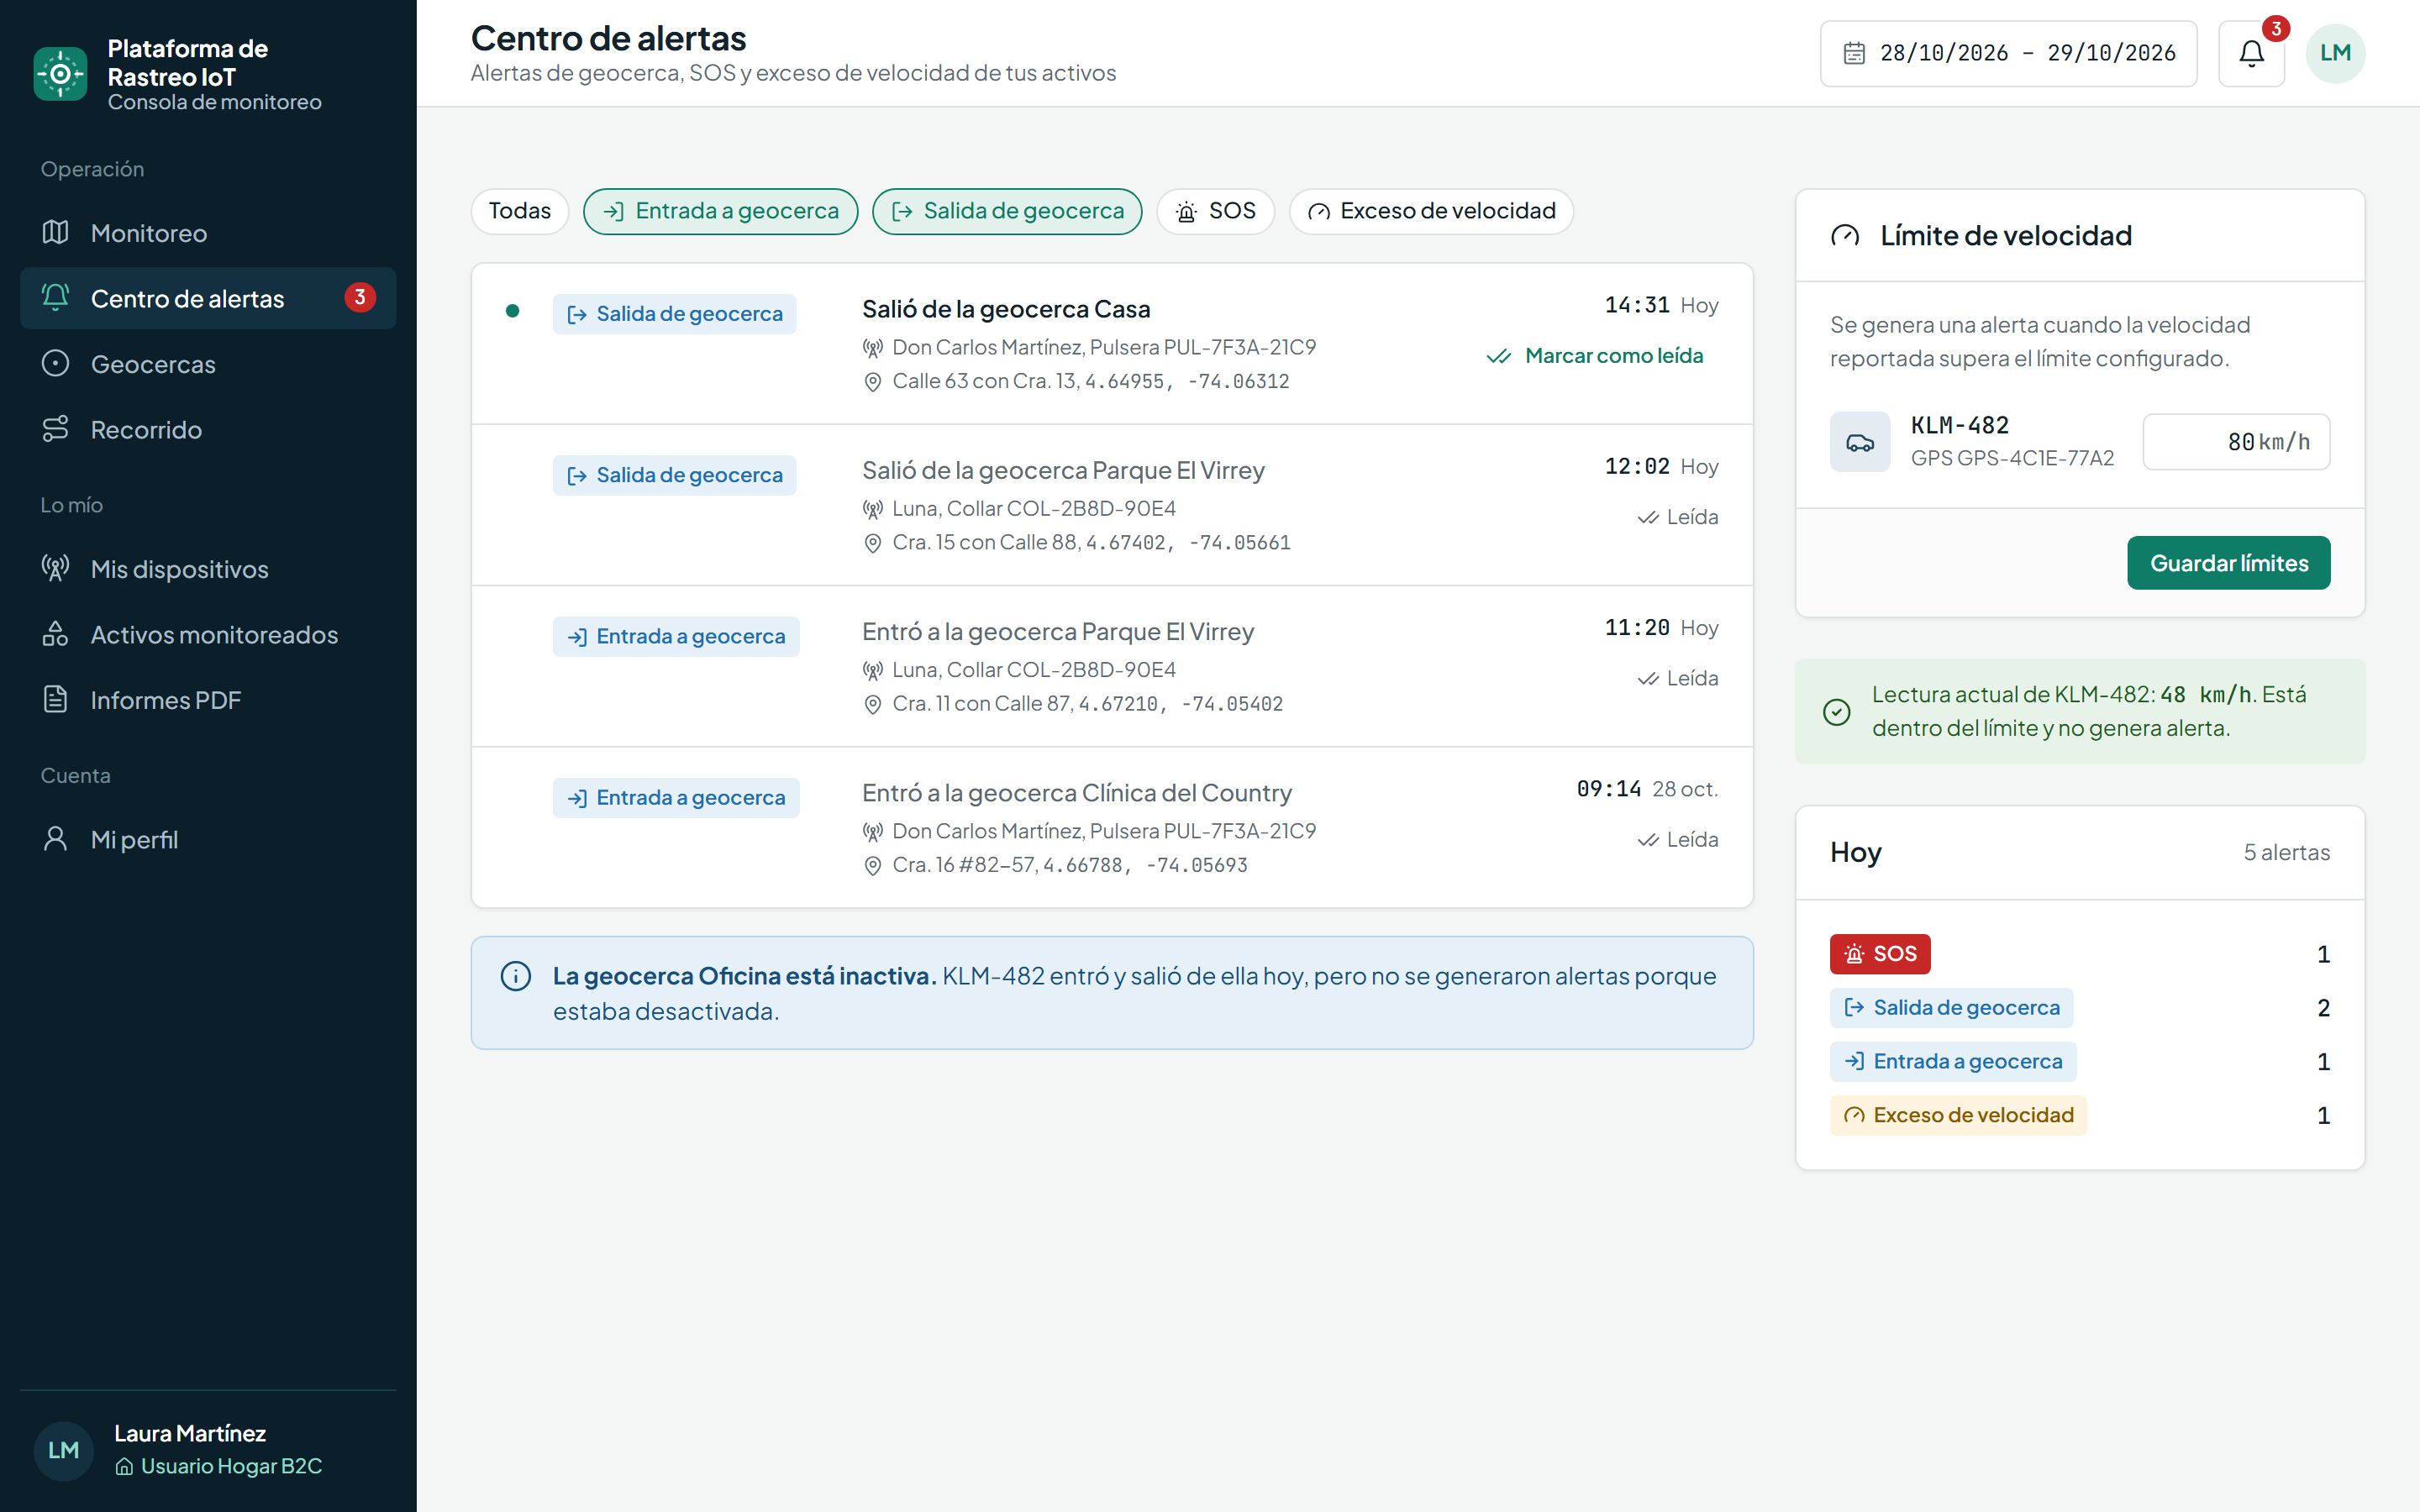 Plataforma de
Rastreo IoT
Consola de monitoreo
Operación
Monitoreo
Centro de alertas 3
Geocercas
Recorrido
Lo mío
Mis dispositivos
Activos monitoreados
Informes PDF
Cuenta
Mi perfil
LM
Laura Martínez
Usuario Hogar B2C
Centro de alertas
Alertas de geocerca, SOS y exceso de velocidad de tus activos
28/10/2026 – 29/10/2026
3
LM
Todas
Entrada a geocerca
Salida de geocerca
SOS
Exceso de velocidad
Salida de geocerca
Salió de la geocerca Casa
Don Carlos Martínez, Pulsera PUL-7F3A-21C9
Calle 63 con Cra. 13, 4.64955, -74.06312
14:31 Hoy
Marcar como leída
Salida de geocerca
Salió de la geocerca Parque El Virrey
Luna, Collar COL-2B8D-90E4
Cra. 15 con Calle 88, 4.67402, -74.05661
12:02 Hoy
Leída
Entrada a geocerca
Entró a la geocerca Parque El Virrey
Luna, Collar COL-2B8D-90E4
Cra. 11 con Calle 87, 4.67210, -74.05402
11:20 Hoy
Leída
Entrada a geocerca
Entró a la geocerca Clínica del Country
Don Carlos Martínez, Pulsera PUL-7F3A-21C9
Cra. 16 #82–57, 4.66788, -74.05693
09:14 28 oct.
Leída
La geocerca Oficina está inactiva. KLM-482 entró y salió de ella hoy, pero no se generaron alertas porque
estaba desactivada.
Límite de velocidad
Se genera una alerta cuando la velocidad
reportada supera el límite configurado.
KLM-482
GPS GPS-4C1E-77A2
80 km/h
Guardar límites
Lectura actual de KLM-482: 48 km/h. Está
dentro del límite y no genera alerta.
Hoy
5 alertas
SOS 1
Salida de geocerca 2
Entrada a geocerca 1
Exceso de velocidad 1